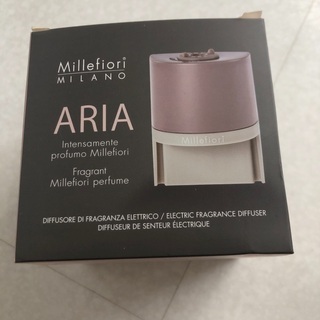 Millefiori
MILANO
ARIA
Intensamente
profumo Millefiori
Fragrant
Millefiori perfume
Millefiori
DIFFUSORE DI FRAGRANZA ELETTRICO / ELECTRIC FRAGRANCE DIFFUSER
DIFFUSEUR DE SENTEUR ÉLECTRIQUE